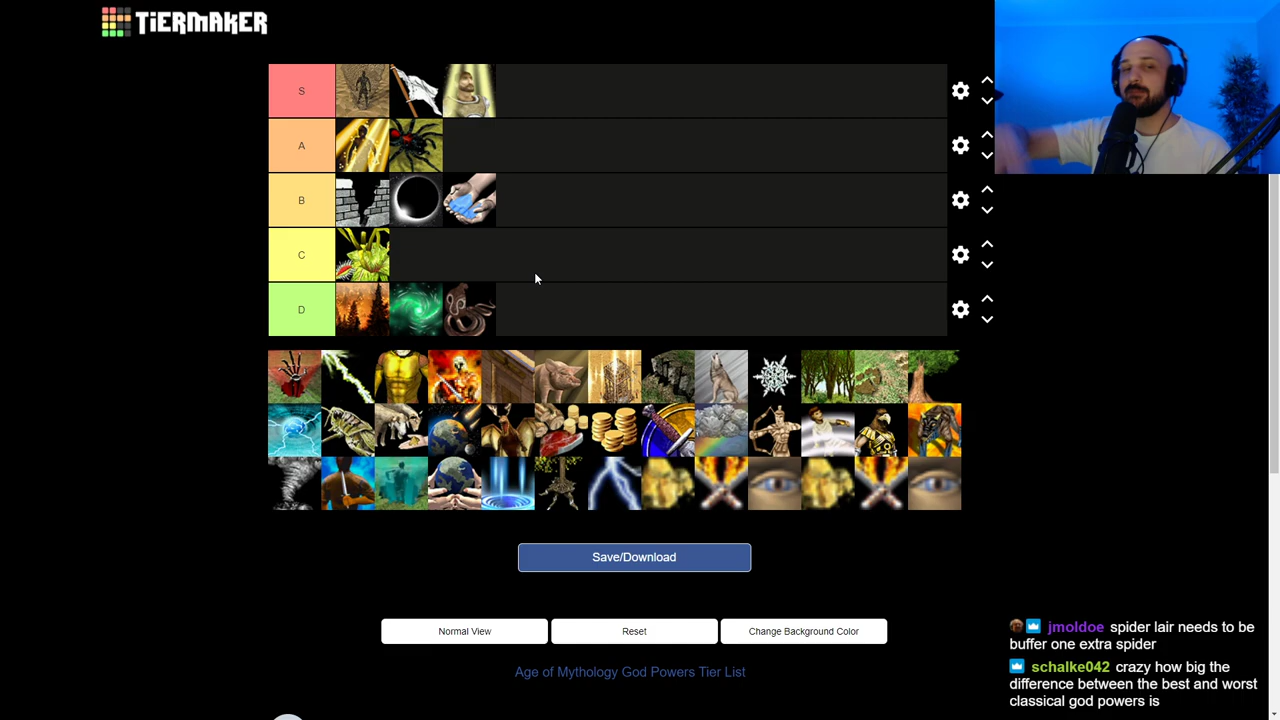 TiERMAKER
S
A
B
C
D
Save/Download
Normal View
Reset
Change Background Color
Age of Mythology God Powers Tier List
jmoldoe spider lair needs to be
buffer one extra spider
schalke042 crazy how big the
difference between the best and worst
classical god powers is